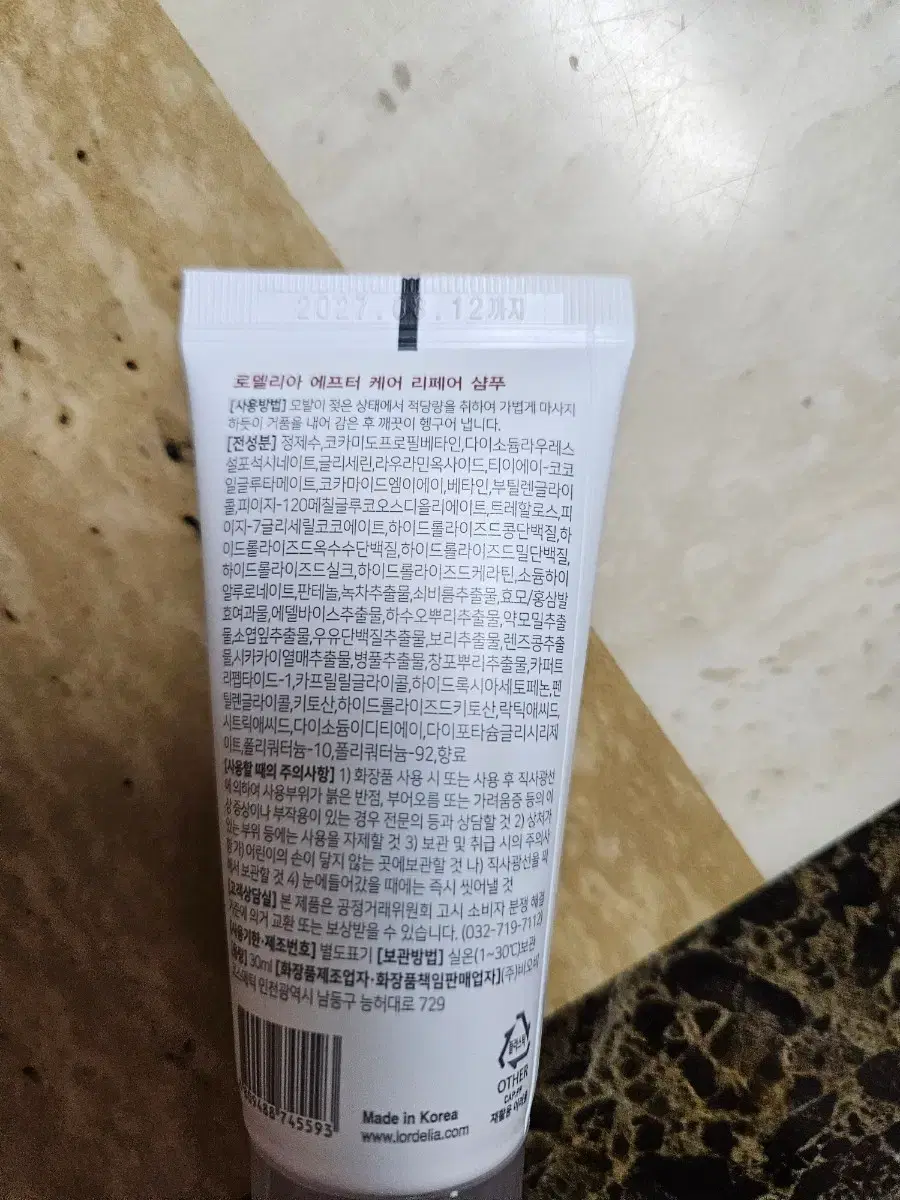 로델리아 에프터 케어 리페어 샴푸
[사용방법] 모발이 젖은 상태에서 적당량을 취하여 가볍게 마사지
하듯이 거품을 내어 감은 후 깨끗이 헹구어 냅니다.
[전성분] 정제수,코카미도프로필베타인,다이소듐라우레스
설포석시네이트,글리세린,라우라민옥사이드,티이에이-코코
일글루타메이트,코카마이드엠이에이,베타인,부틸렌글라이
콜,피이지-120메칠글루코오스디올리에이트,트레할로스,피
이지-7글리세릴코코에이트,하이드롤라이즈드콩단백질,하
이드롤라이즈드옥수수단백질,하이드롤라이즈드밀단백질,
하이드롤라이즈드실크,하이드롤라이즈드케라틴,소듐하이
알루로네이트,판테놀,녹차추출물,쇠비름추출물,효모/홍삼발
효여과물,에델바이스추출물,하수오뿌리추출물,약모밀추출
물,소엽잎추출물,우유단백질추출물,보리추출물,렌즈콩추출
물,시카카이열매추출물,병풀추출물,창포뿌리추출물,카퍼트
리펩타이드-1,카프릴릴글라이콜,하이드록시아세토페논,펜
틸렌글라이콜,키토산,하이드롤라이즈드키토산,락틱애씨드,
시트릭애씨드,다이소듐이디티에이,다이포타슘글리시리제
이트,폴리쿼터늄-10,폴리쿼터늄-92,향료
[사용할 때의 주의사항] 1) 화장품 사용 시 또는 사용 후 직사광선
에 의하여 사용부위가 붉은 반점, 부어오름 또는 가려움증 등의 이
상 증상이나 부작용이 있는 경우 전문의 등과 상담할 것 2) 상처가
있는 부위 등에는 사용을 자제할 것 3) 보관 및 취급 시의 주의사
항 가) 어린이의 손이 닿지 않는 곳에보관할 것 나) 직사광선을 피
해서 보관할 것 4) 눈에들어갔을 때에는 즉시 씻어낼 것
[고객상담실] 본 제품은 공정거래위원회 고시 소비자 분쟁 해결
기준에 의거 교환 또는 보상받을 수 있습니다. (032-719-7112)
[사용기한·제조번호] 별도표기 [보관방법] 실온(1~30℃)보관
30ml [화장품제조업자·화장품책임판매업자](주)비오
인천광역시 남동구 능허대로 729
488 745593
Made in Korea
www.lordelia.com
플라스틱
OTHER